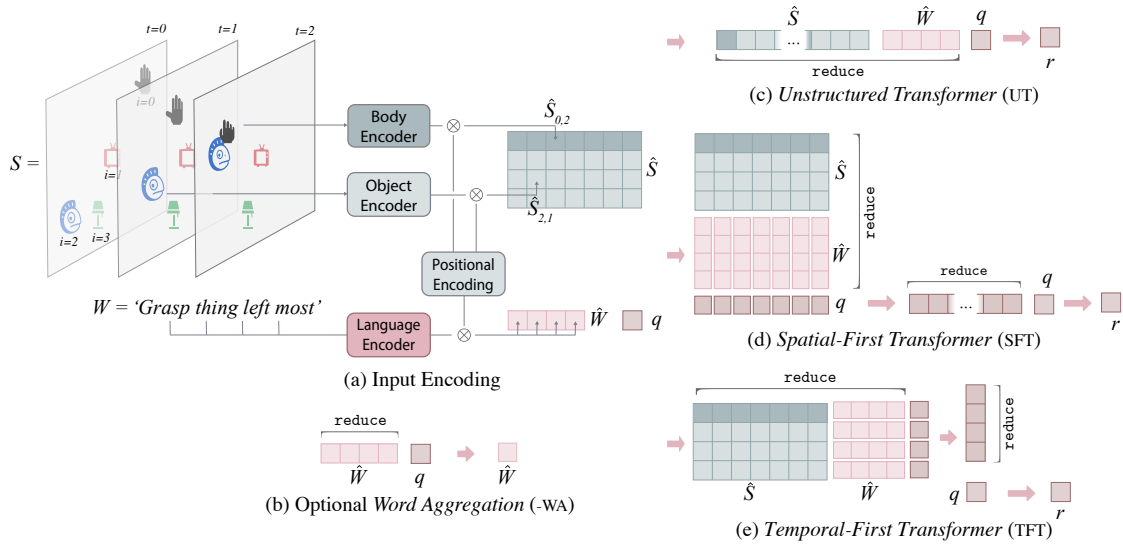 t=0
t=1
t=2
i=0
S =
i=1
i=2
i=3
Body
Encoder
Ŝ0,2
Object
Encoder
Ŝ2,1
Ŝ
Positional
Encoding
W = ‘Grasp thing left most’
Language
Encoder
Ŵ
q
(a) Input Encoding
reduce
Ŵ
q
Ŵ
(b) Optional Word Aggregation (-WA)
Ŝ
Ŵ
q
...
reduce
r
(c) Unstructured Transformer (UT)
Ŝ
reduce
Ŵ
q
reduce
...
q
r
(d) Spatial-First Transformer (SFT)
reduce
reduce
Ŝ
Ŵ
q
r
(e) Temporal-First Transformer (TFT)